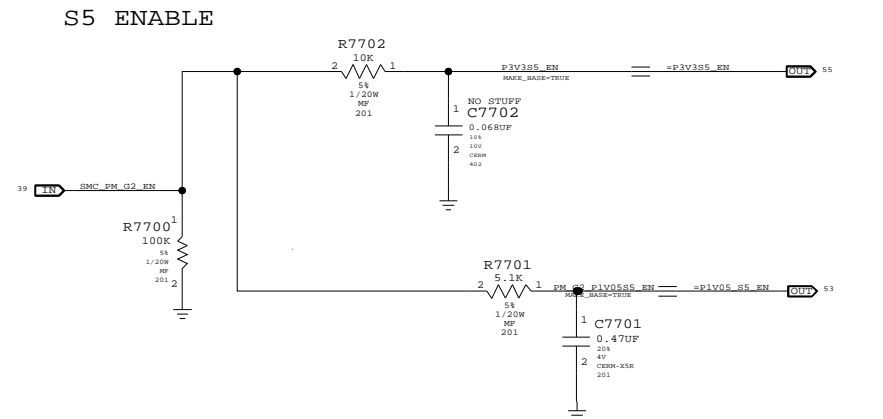 S5 ENABLE
R7702
10K
2 1
5%
1/20W
MF
201
P3V3S5_EN
MAKE_BASE=TRUE
=P3V3S5_EN
OUT 55
NO STUFF
1 C7702
0.068UF
10%
10V
2 CERM
402
39 IN SMC_PM_G2_EN
R7700 1
100K
5%
1/20W
MF
201 2
R7701
5.1K
2 1
5%
1/20W
MF
201
PM_G2_P1V05S5_EN
MAKE_BASE=TRUE
=P1V05_S5_EN
OUT 53
1 C7701
0.47UF
20%
4V
2 CERM-X5R
201